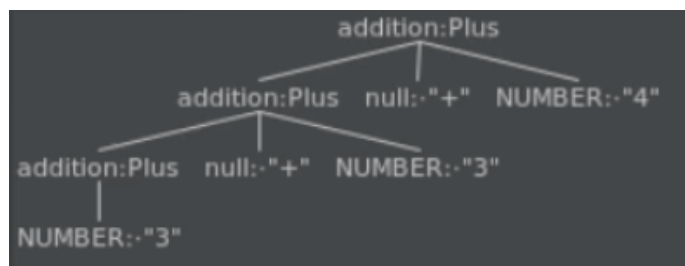 addition:Plus
addition:Plus null:·"+" NUMBER:·"4"
addition:Plus null:·"+" NUMBER:·"3"
NUMBER:·"3"